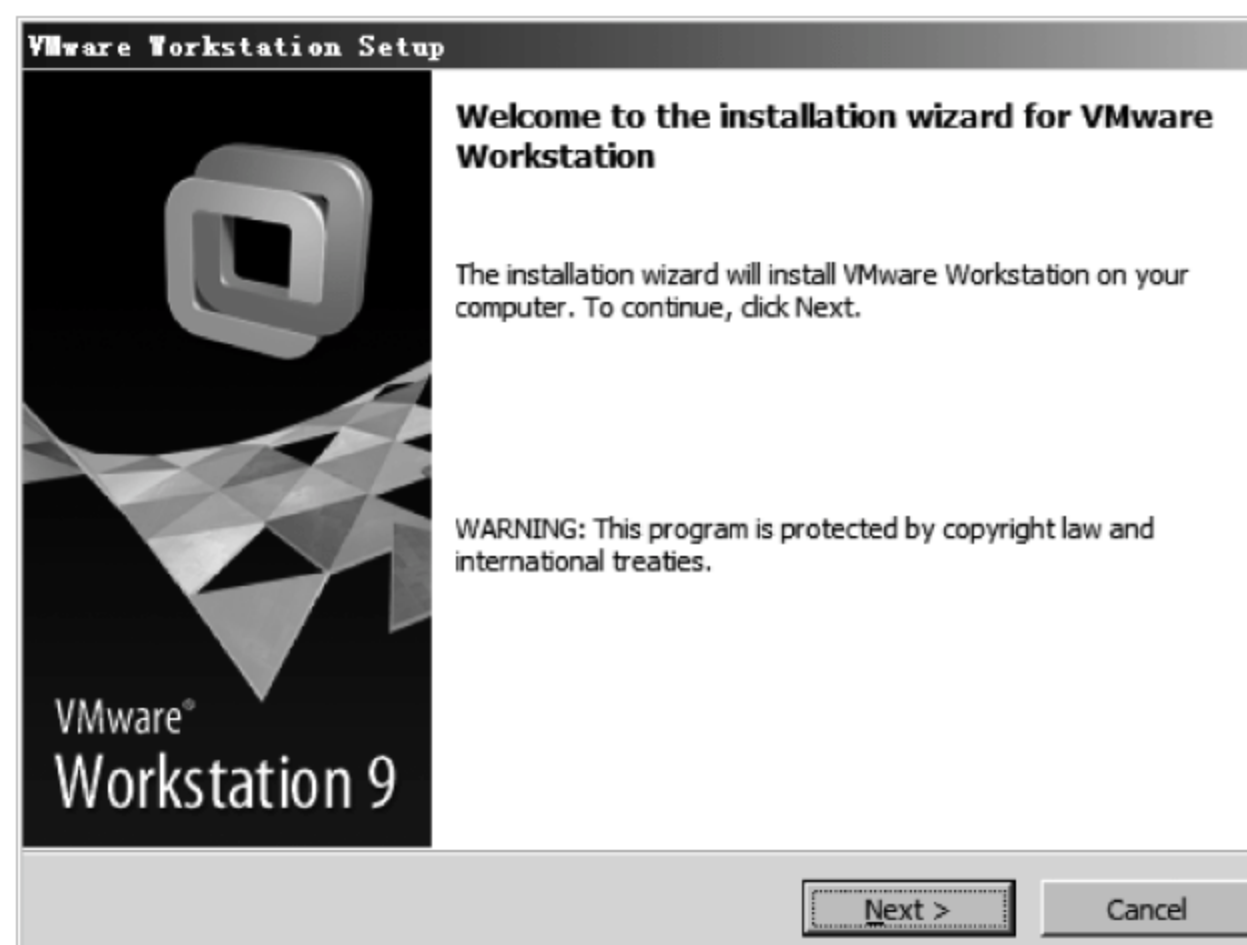 VMware Workstation Setup
Welcome to the installation wizard for VMware
Workstation
The installation wizard will install VMware Workstation on your
computer. To continue, click Next.
WARNING: This program is protected by copyright law and
international treaties.
VMware®
Workstation 9
Next >
Cancel